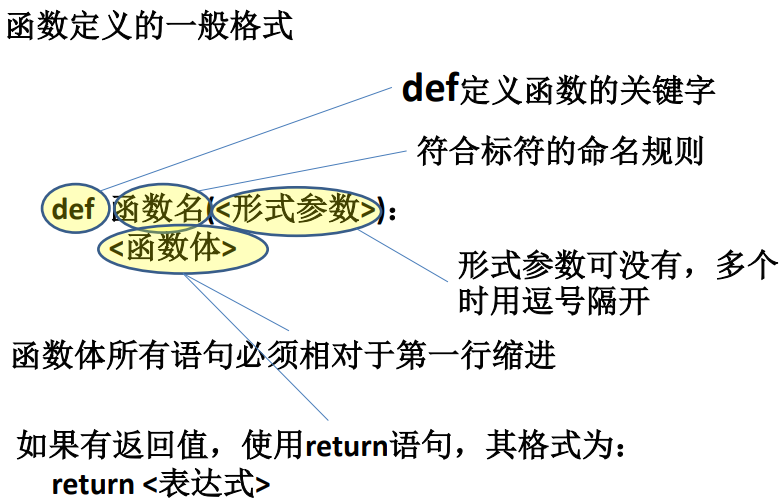 函数定义的一般格式
def定义函数的关键字
符合标符的命名规则
def 函数名(<形式参数>):
<函数体>
形式参数可没有，多个
时用逗号隔开
函数体所有语句必须相对于第一行缩进
如果有返回值，使用return语句，其格式为：
return <表达式>